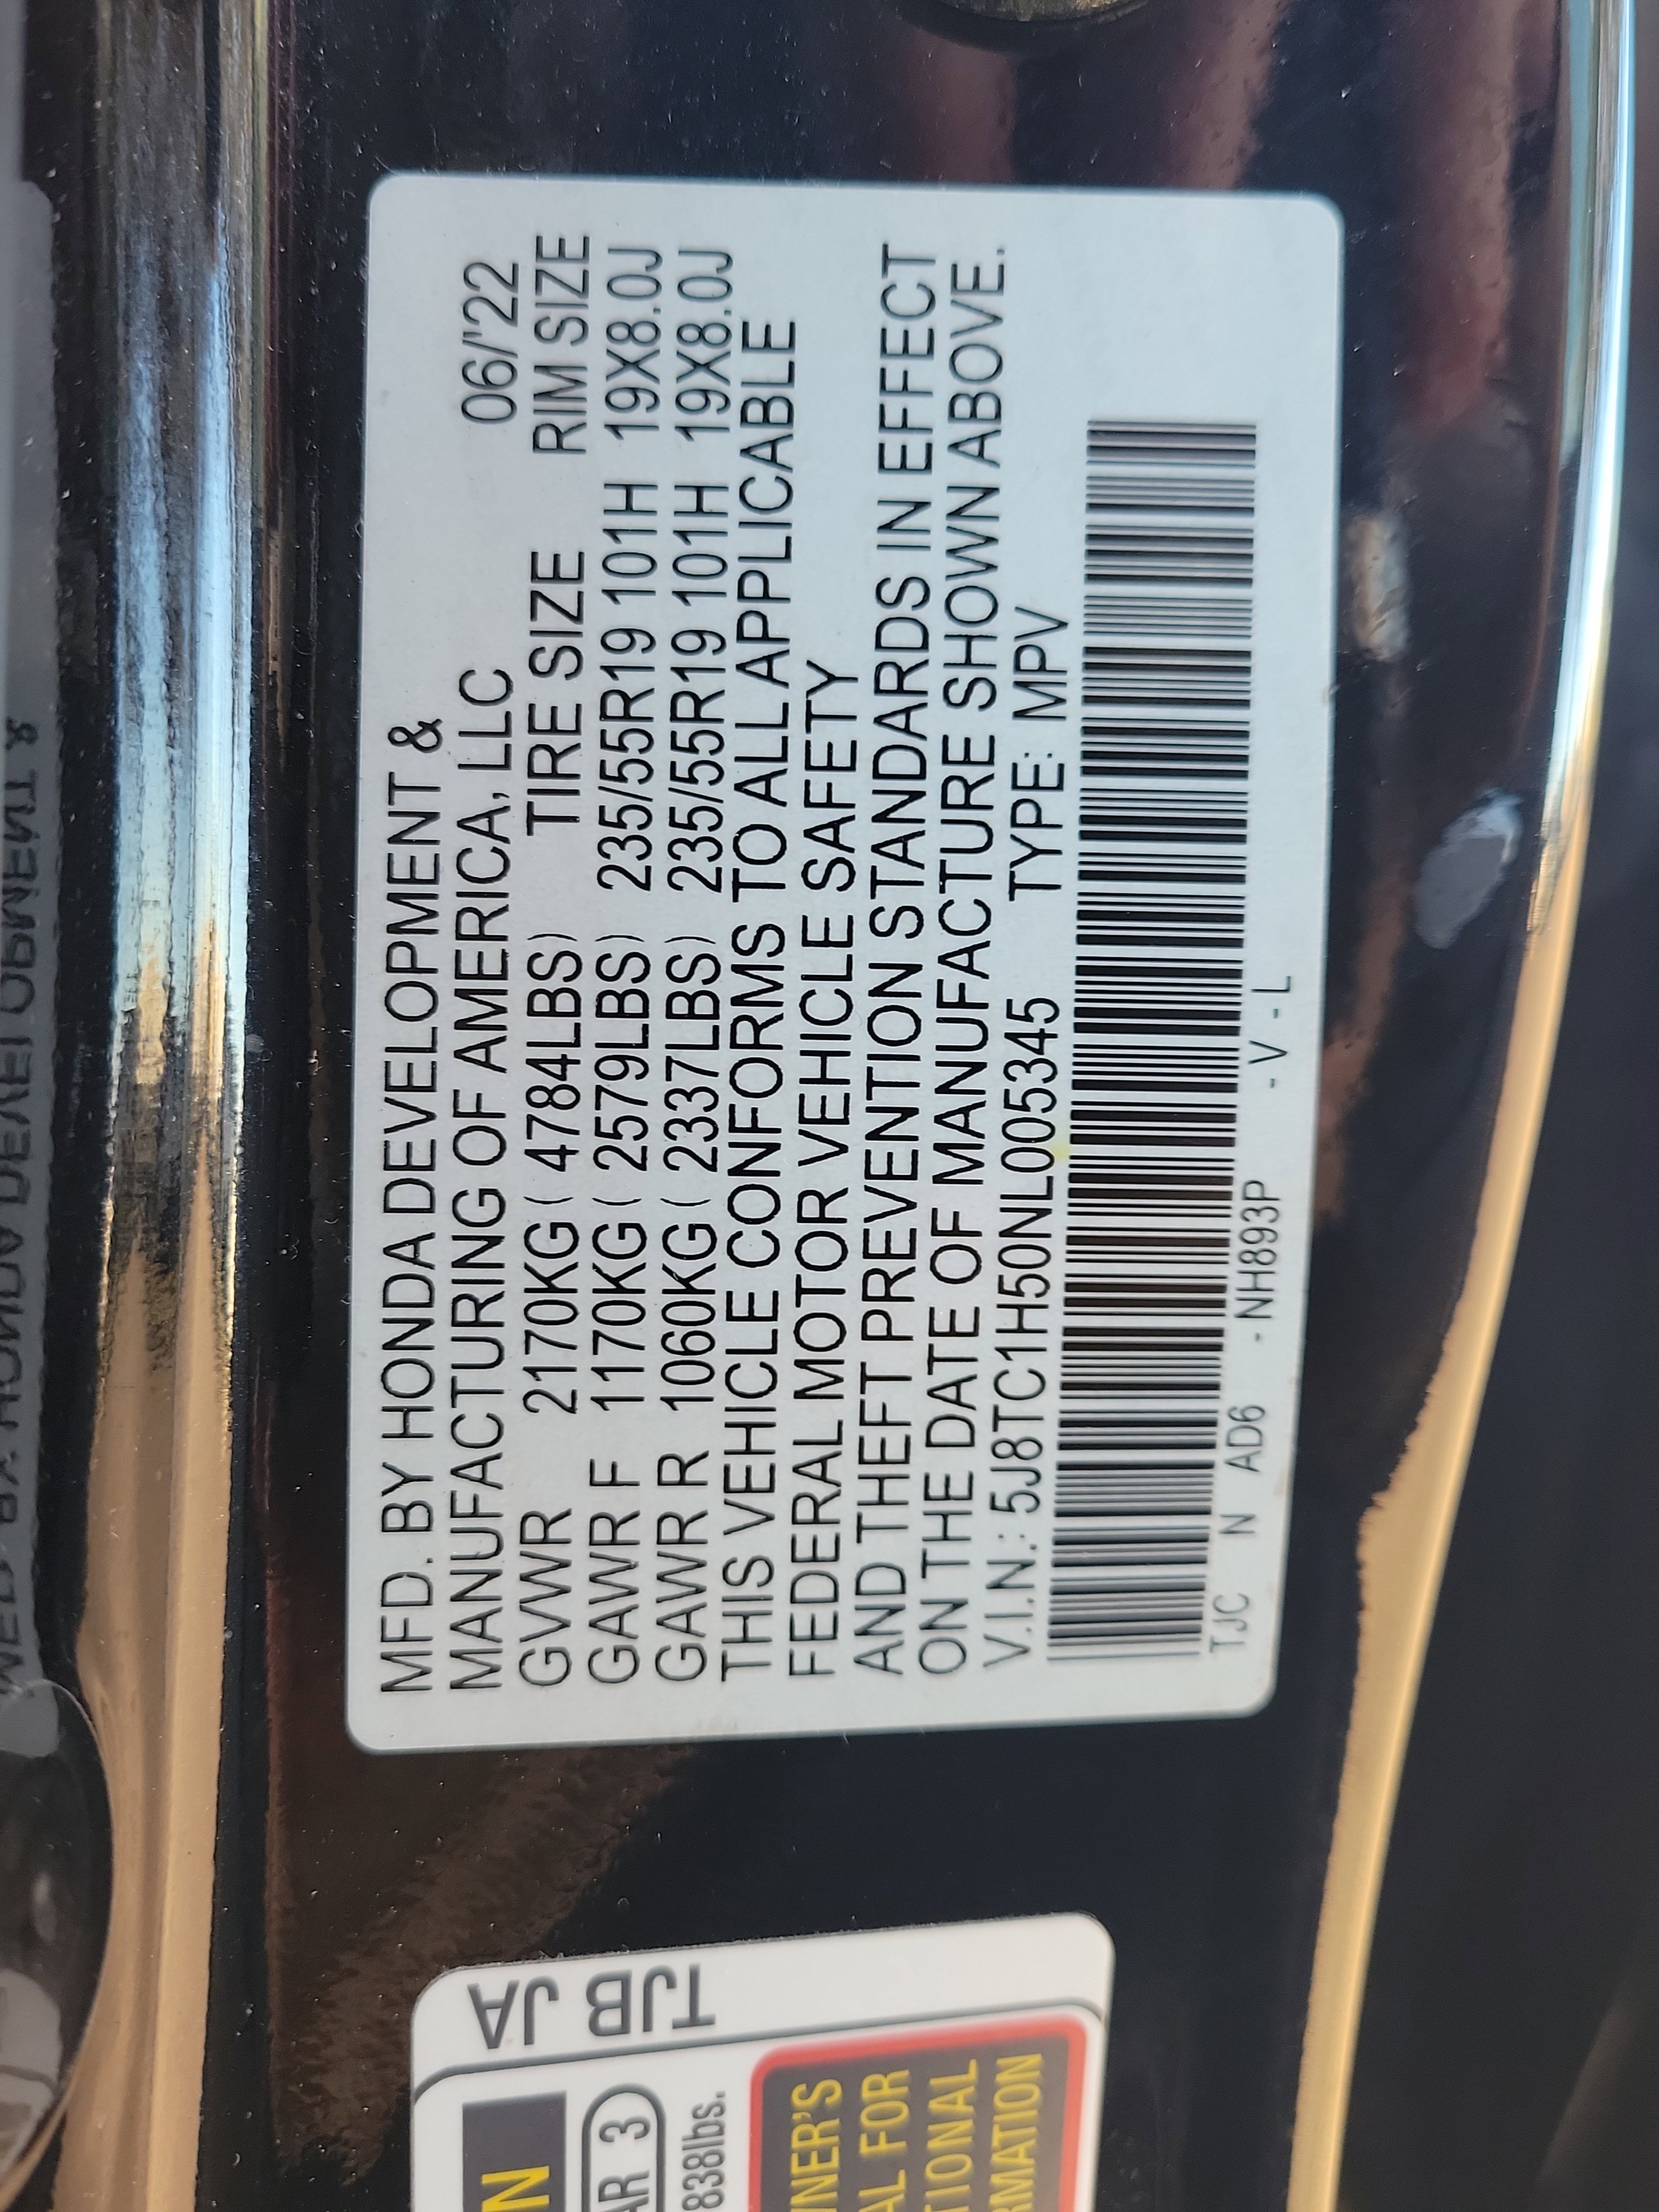 MFD. BY HONDA DEVELOPMENT &
MANUFACTURING OF AMERICA, LLC 06/'22
GVWR 2170KG ( 4784LBS) TIRE SIZE RIM SIZE
GAWR F 1170KG ( 2579LBS) 235/55R19 101H 19X8.0J
GAWR R 1060KG ( 2337LBS) 235/55R19 101H 19X8.0J
THIS VEHICLE CONFORMS TO ALL APPLICABLE
FEDERAL MOTOR VEHICLE SAFETY
AND THEFT PREVENTION STANDARDS IN EFFECT
ON THE DATE OF MANUFACTURE SHOWN ABOVE.
V.I.N.: 5J8TC1H50NL005345 TYPE: MPV
TJC N AD6 -NH893P -V-L
TJB JA
3
838lbs.
FOR